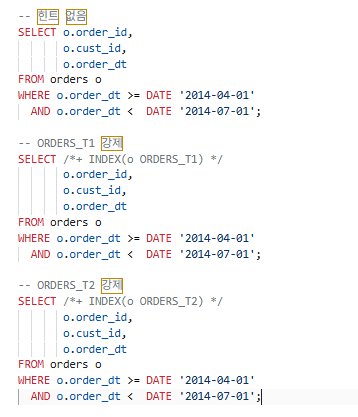 -- 힌트 없음
SELECT o.order_id,
o.cust_id,
o.order_dt
FROM orders o
WHERE o.order_dt >= DATE '2014-04-01'
AND o.order_dt < DATE '2014-07-01';
-- ORDERS_T1 강제
SELECT /*+ INDEX(o ORDERS_T1) */
o.order_id,
o.cust_id,
o.order_dt
FROM orders o
WHERE o.order_dt >= DATE '2014-04-01'
AND o.order_dt < DATE '2014-07-01';
-- ORDERS_T2 강제
SELECT /*+ INDEX(o ORDERS_T2) */
o.order_id,
o.cust_id,
o.order_dt
FROM orders o
WHERE o.order_dt >= DATE '2014-04-01'
AND o.order_dt < DATE '2014-07-01';